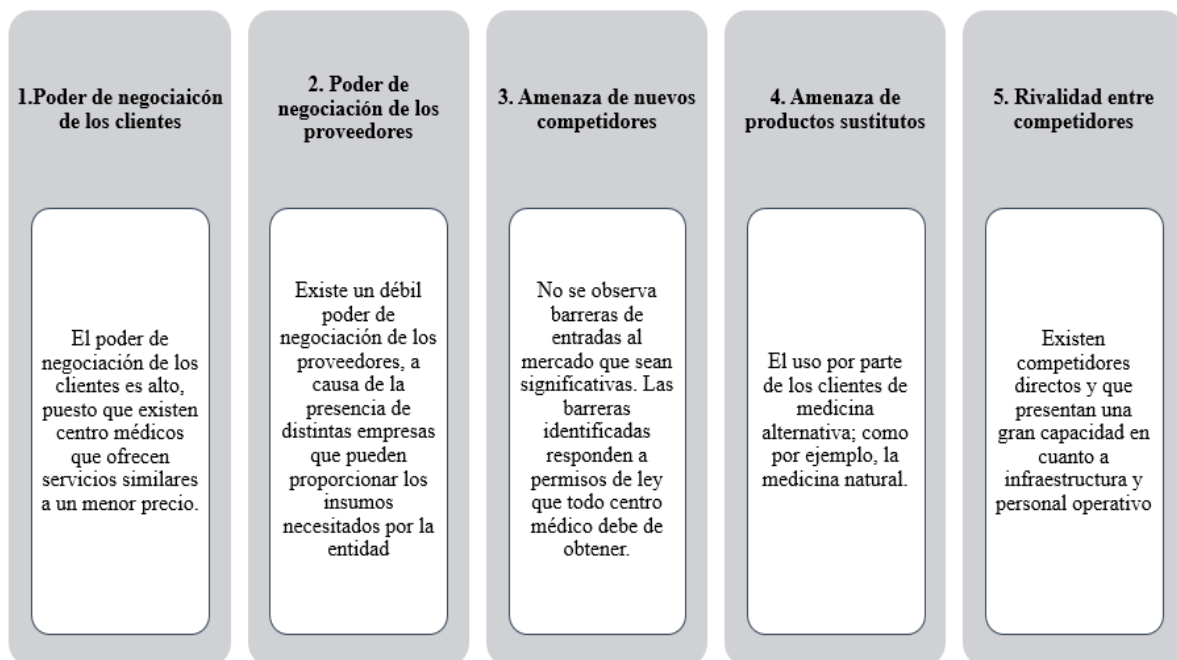 1.Poder de negociaicón
de los clientes
El poder de
negociación de los
clientes es alto,
puesto que existen
centro médicos
que ofrecen
servicios similares
a un menor precio.
2. Poder de
negociación de los
proveedores
Existe un débil
poder de
negociación de los
proveedores, a
causa de la
presencia de
distintas empresas
que pueden
proporcionar los
insumos
necesitados por la
entidad
3. Amenaza de nuevos
competidores
No se observa
barreras de
entradas al
mercado que sean
significativas. Las
barreras
identificadas
responden a
permisos de ley
que todo centro
médico debe de
obtener.
4. Amenaza de
productos sustitutos
El uso por parte
de los clientes de
medicina
alternativa; como
por ejemplo, la
medicina natural.
5. Rivalidad entre
competidores
Existen
competidores
directos y que
presentan una
gran capacidad en
cuanto a
infraestructura y
personal operativo